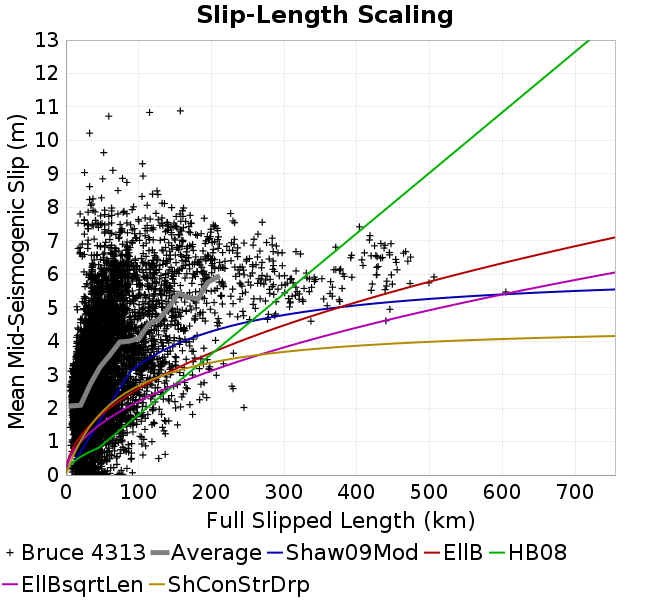 Slip-Length Scaling
Mean Mid-Seismogenic Slip (m)
13
12
11
10
9
8
7
6
5
4
3
2
1
0
0 100 200 300 400 500 600 700
Full Slipped Length (km)
Bruce 4313 Average Shaw09Mod EllB HB08
EllBsqrtLen ShConStrDrp